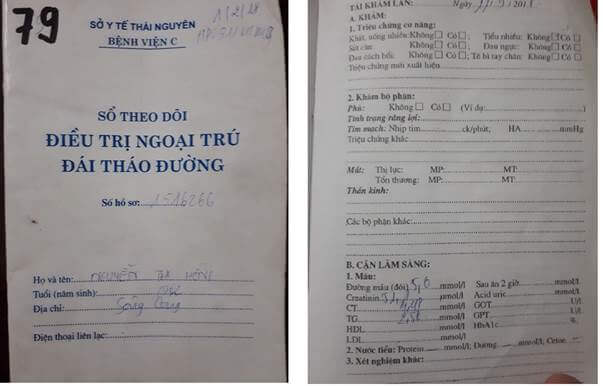 79
SỞ Y TẾ THÁI NGUYÊN
BỆNH VIỆN C
SỔ THEO DÕI
ĐIỀU TRỊ NGOẠI TRÚ
ĐÁI THÁO ĐƯỜNG
Số hồ sơ: 1516266
Họ và tên: NGUYỄN THỊ
Tuổi (năm sinh):
Địa chỉ: Sông Công
Điện thoại liên lạc:
TÁI KHÁM LẦN: Ngày
A. KHÁM:
1. Triệu chứng cơ năng:
Khát, uống nhiều: Không Có ; Tiểu nhiều: Không Có
Sút cân: Không Có ; Đau ngực: Không Có
Đau cách hồi: Không Có ; Tê bì tay chân: Không Có
Triệu chứng mới xuất hiện
2. Khám bộ phận:
Phù: Không Có (Ví dụ: )
Tình trạng răng lợi:
Tim mạch: Nhịp tim ck/phút; HA mmHg
Triệu chứng khác:
Mắt: Thị lực: MP: MT:
Tổn thương: MP: MT:
Thần kinh:
Các bộ phận khác:
B. CẬN LÂM SÀNG:
1. Máu:
Đường máu (đói) mmol/l Sau ăn 2 giờ mmol/l
Creatinin mmol/l Acid uric mmol/l
CT mmol/l GOT U/l
TG mmol/l GPT U/l
HDL mmol/l HbA1c
LDL mmol/l
2. Nước tiểu: Protein mmol/l; Đường mmol/l; Cetone
3. Xét nghiệm khác: